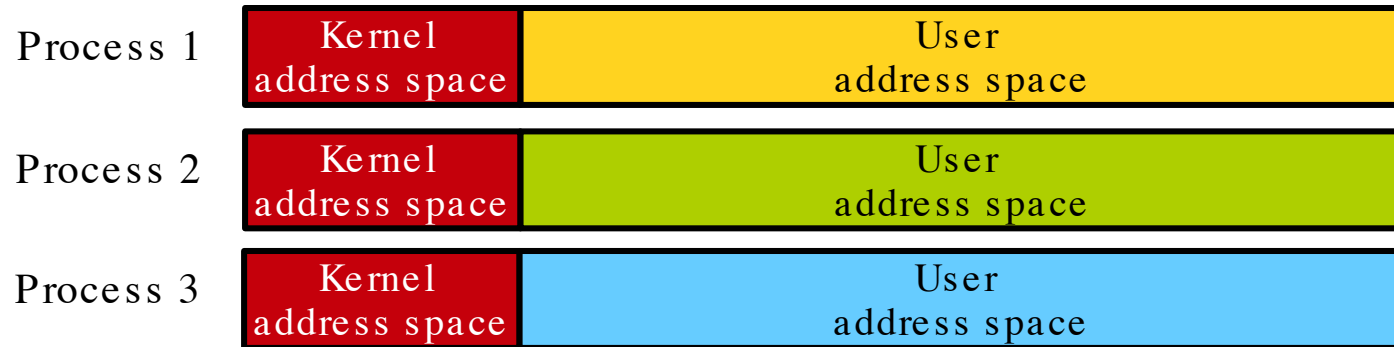 Process 1
Kernel
address space
User
address space
Process 2
Kernel
address space
User
address space
Process 3
Kernel
address space
User
address space